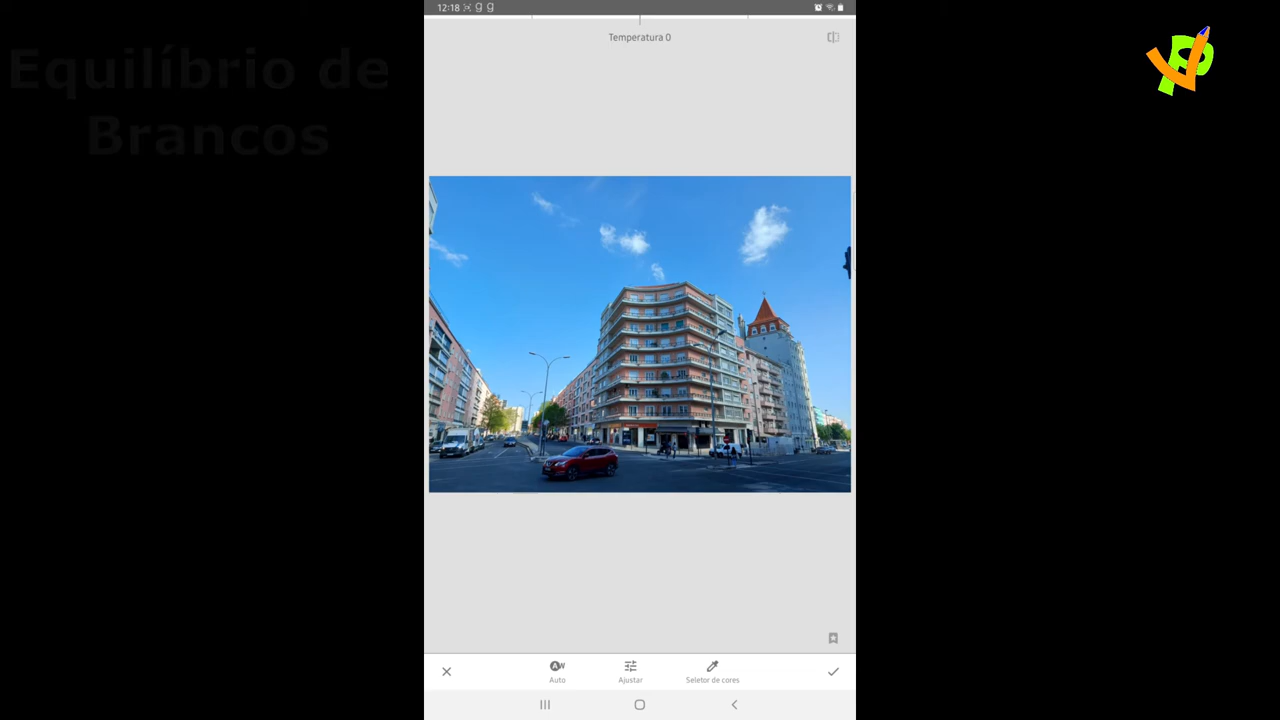 Equilíbrio de
Brancos
12:18
Temperatura 0
Auto
Ajustar
Seletor de cores